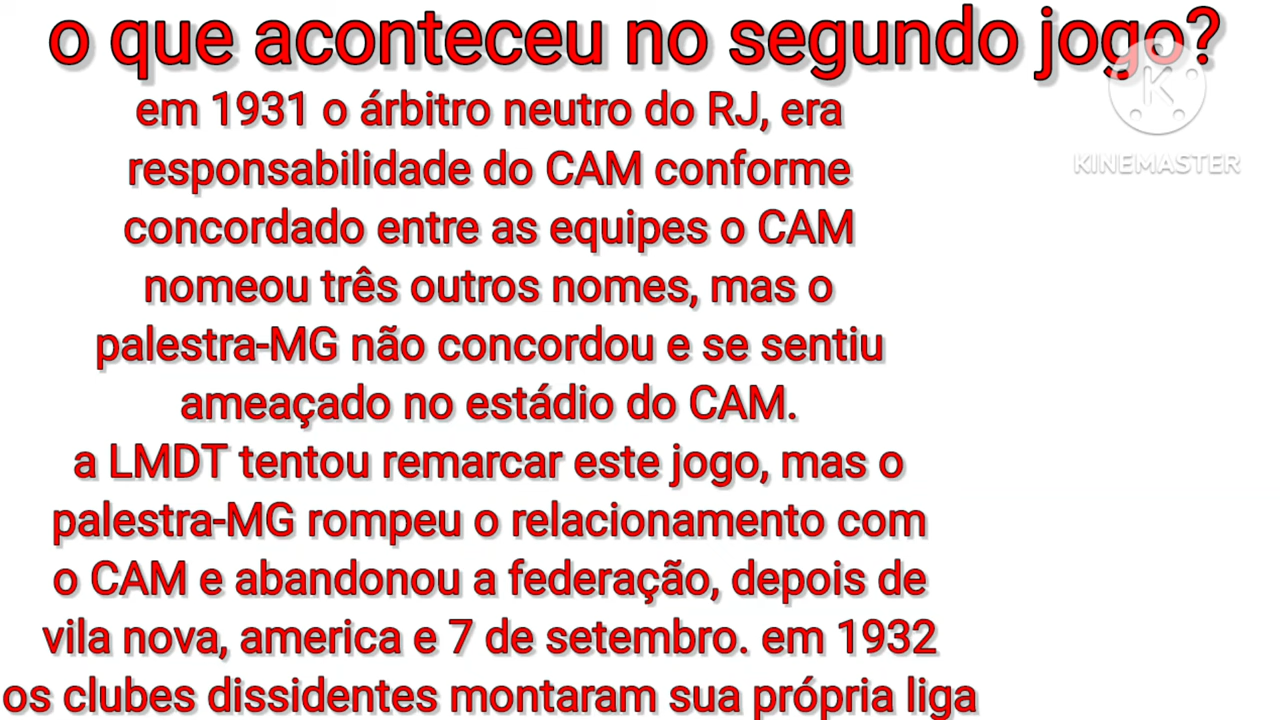 o que aconteceu no segundo jogo?
em 1931 o árbitro neutro do RJ, era
responsabilidade do CAM conforme
concordado entre as equipes o CAM
nomeou três outros nomes, mas o
palestra-MG não concordou e se sentiu
ameaçado no estádio do CAM.
a LMDT tentou remarcar este jogo, mas o
palestra-MG rompeu o relacionamento com
o CAM e abandonou a federação, depois de
vila nova, america e 7 de setembro. em 1932
os clubes dissidentes montaram sua própria liga
K
KINEMASTER